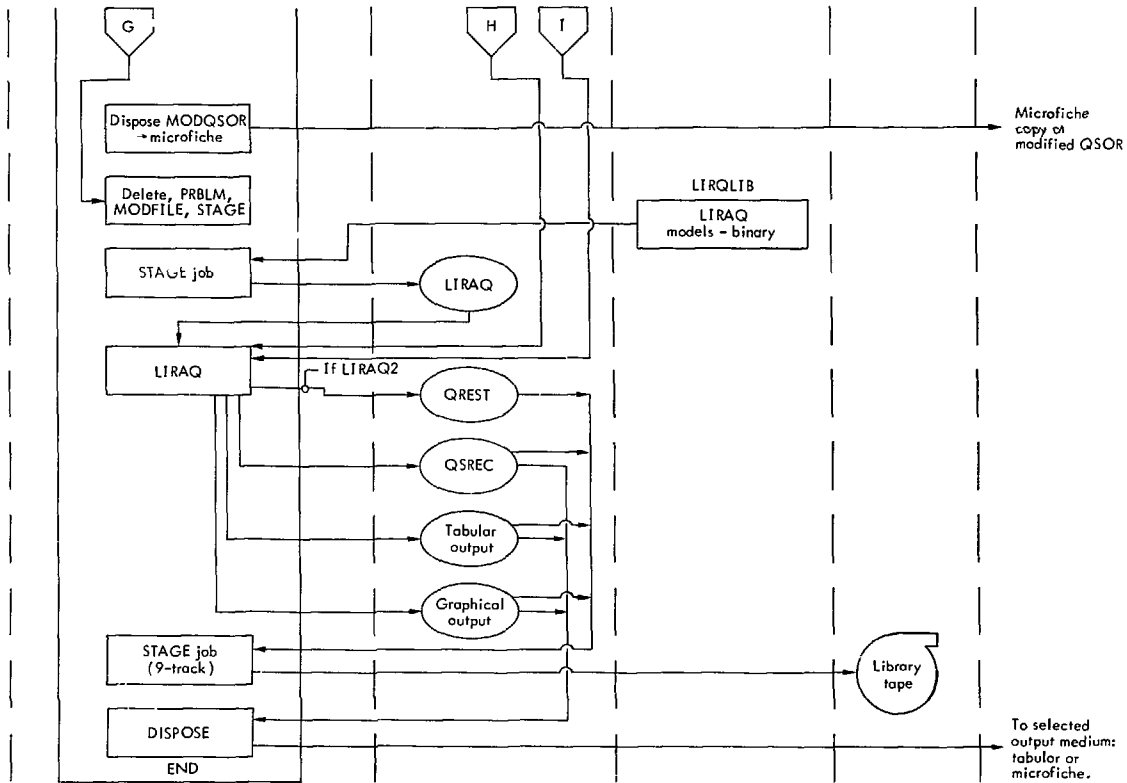 G
H
I
Dispose MODQSOR
→microfiche
Microfiche
copy of
modified QSOR
Delete, PRBLM,
MODFILE, STAGE
LIRQLIB
LIRAQ
models - binary
STAGE job
LIRAQ
LIRAQ
If LIRAQ2
QREST
QSREC
Tabular
output
Graphical
output
STAGE job
(9-track)
Library
tape
DISPOSE
END
To selected
output medium:
tabular or
microfiche.